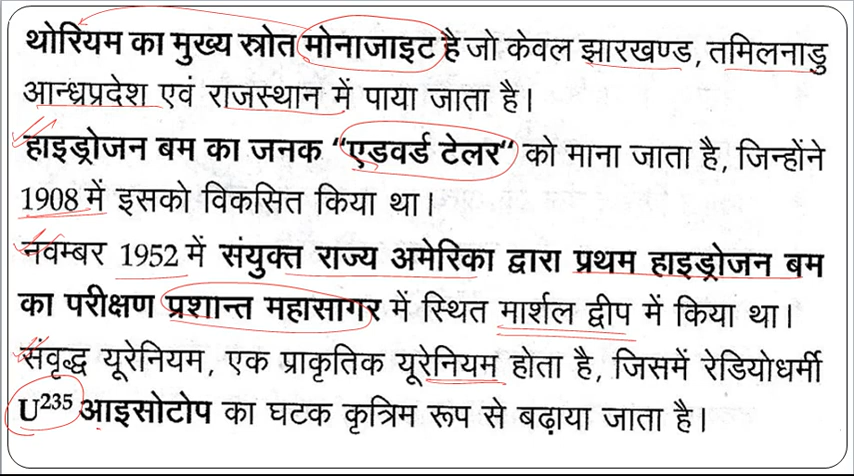 थोरियम का मुख्य स्रोत मोनाजाइट है जो केवल झारखण्ड, तमिलनाडु
आन्ध्रप्रदेश एवं राजस्थान में पाया जाता है।
हाइड्रोजन बम का जनक “एडवर्ड टेलर“ को माना जाता है, जिन्होंने
1908 में इसको विकसित किया था।
नवम्बर 1952 में संयुक्त राज्य अमेरिका द्वारा प्रथम हाइड्रोजन बम
का परीक्षण प्रशान्त महासागर में स्थित मार्शल द्वीप में किया था।
संवृद्ध यूरेनियम, एक प्राकृतिक यूरेनियम होता है, जिसमें रेडियोधर्मी
U²³⁵ आइसोटोप का घटक कृत्रिम रूप से बढ़ाया जाता है।